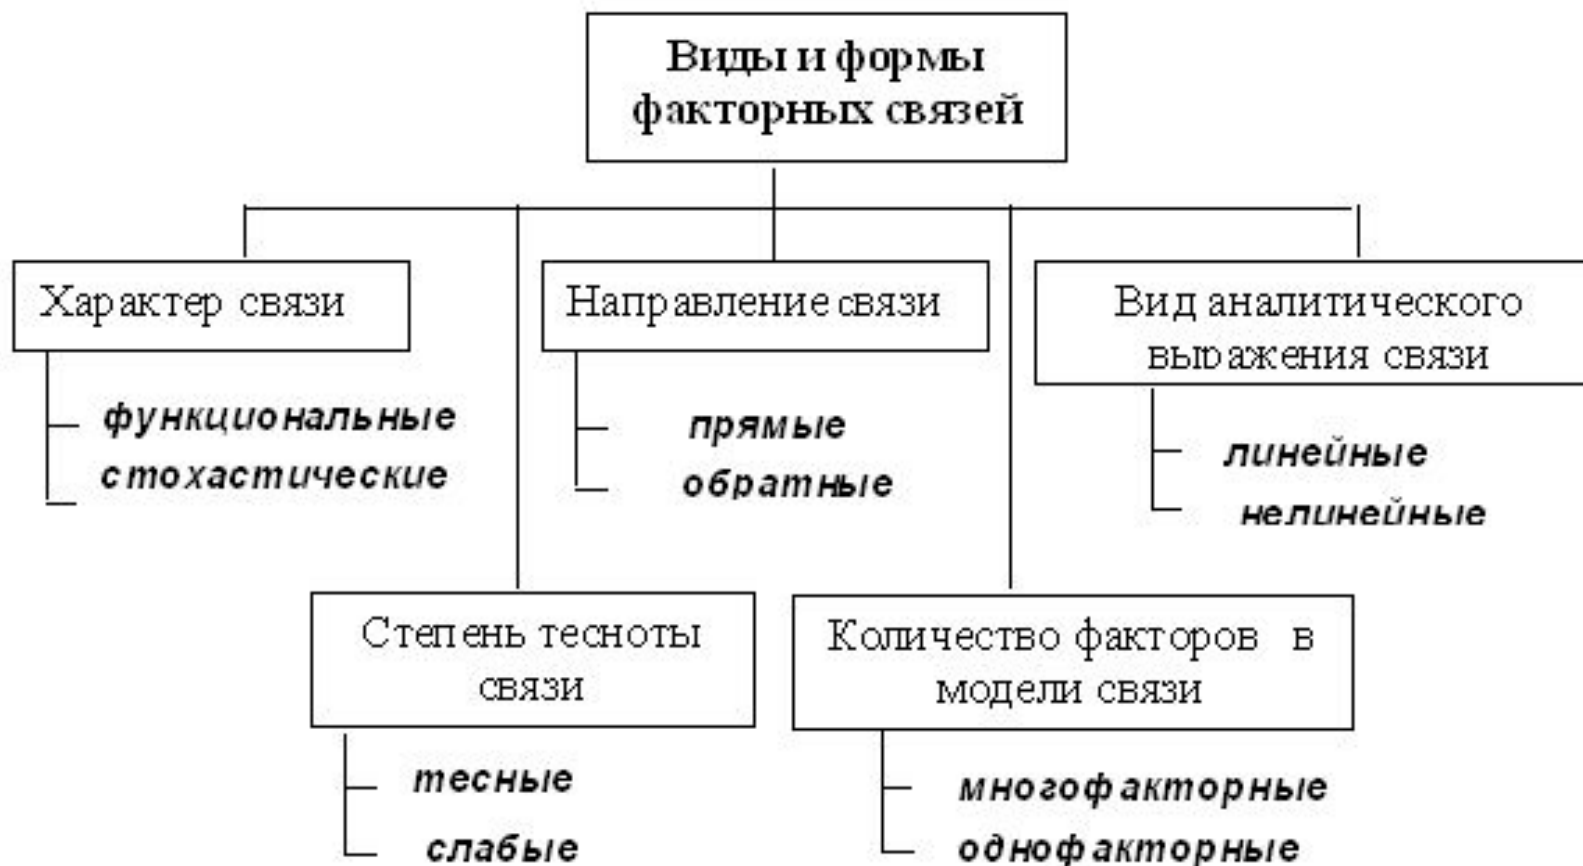 Виды и формы
факторных связей
Характер связи
функциональные
стохастические
Направление связи
прямые
обратные
Вид аналитического
выражения связи
линейные
нелинейные
Степень тесноты
связи
тесные
слабые
Количество факторов в
модели связи
многофакторные
однофакторные